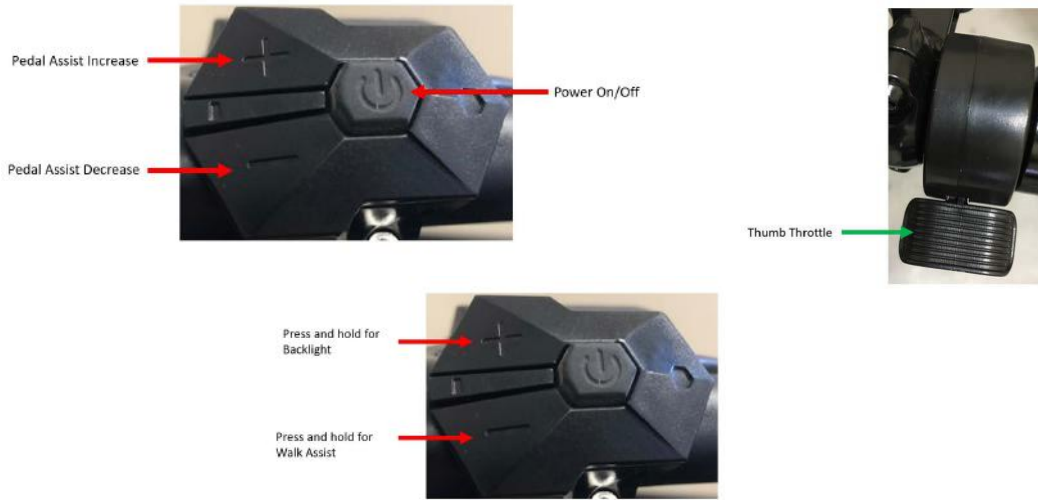 Pedal Assist Increase
Power On/Off
Pedal Assist Decrease
Thumb Throttle
Press and hold for
Backlight
Press and hold for
Walk Assist